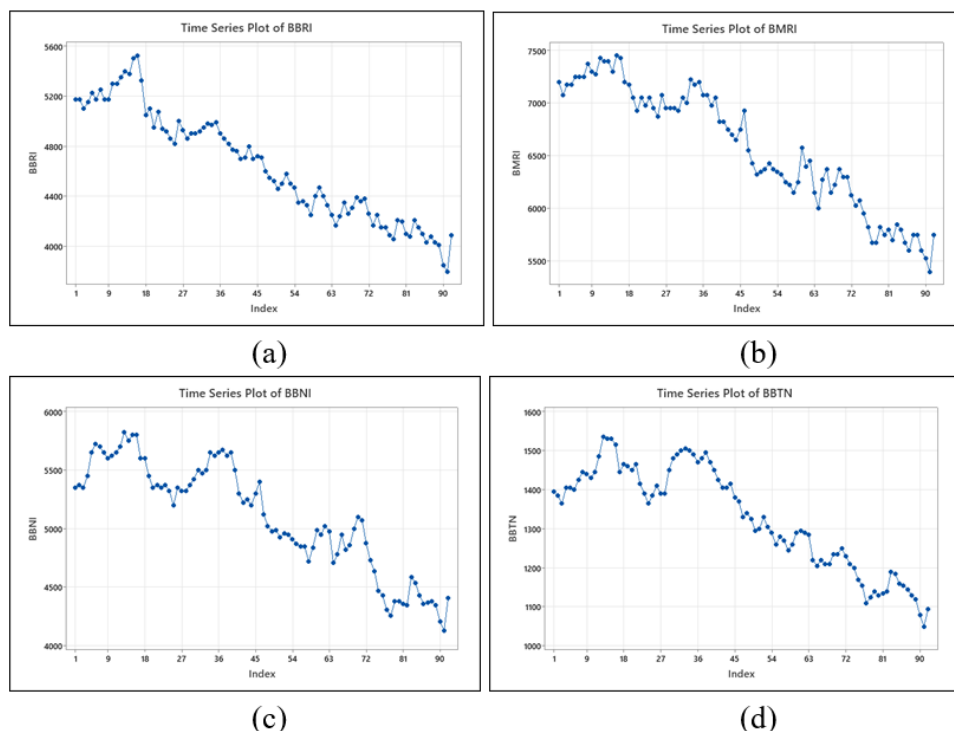 Time Series Plot of BBRI
5600
5200
4800
4400
4000
BBRI
1 9 18 27 36 45 54 63 72 81 90
Index
(a)
Time Series Plot of BMRI
7500
7000
6500
6000
5500
BMRI
1 9 18 27 36 45 54 63 72 81 90
Index
(b)
Time Series Plot of BBNI
6000
5500
5000
4500
4000
BBNI
1 9 18 27 36 45 54 63 72 81 90
Index
(c)
Time Series Plot of BBTN
1600
1500
1400
1300
1200
1100
1000
BBTN
1 9 18 27 36 45 54 63 72 81 90
Index
(d)